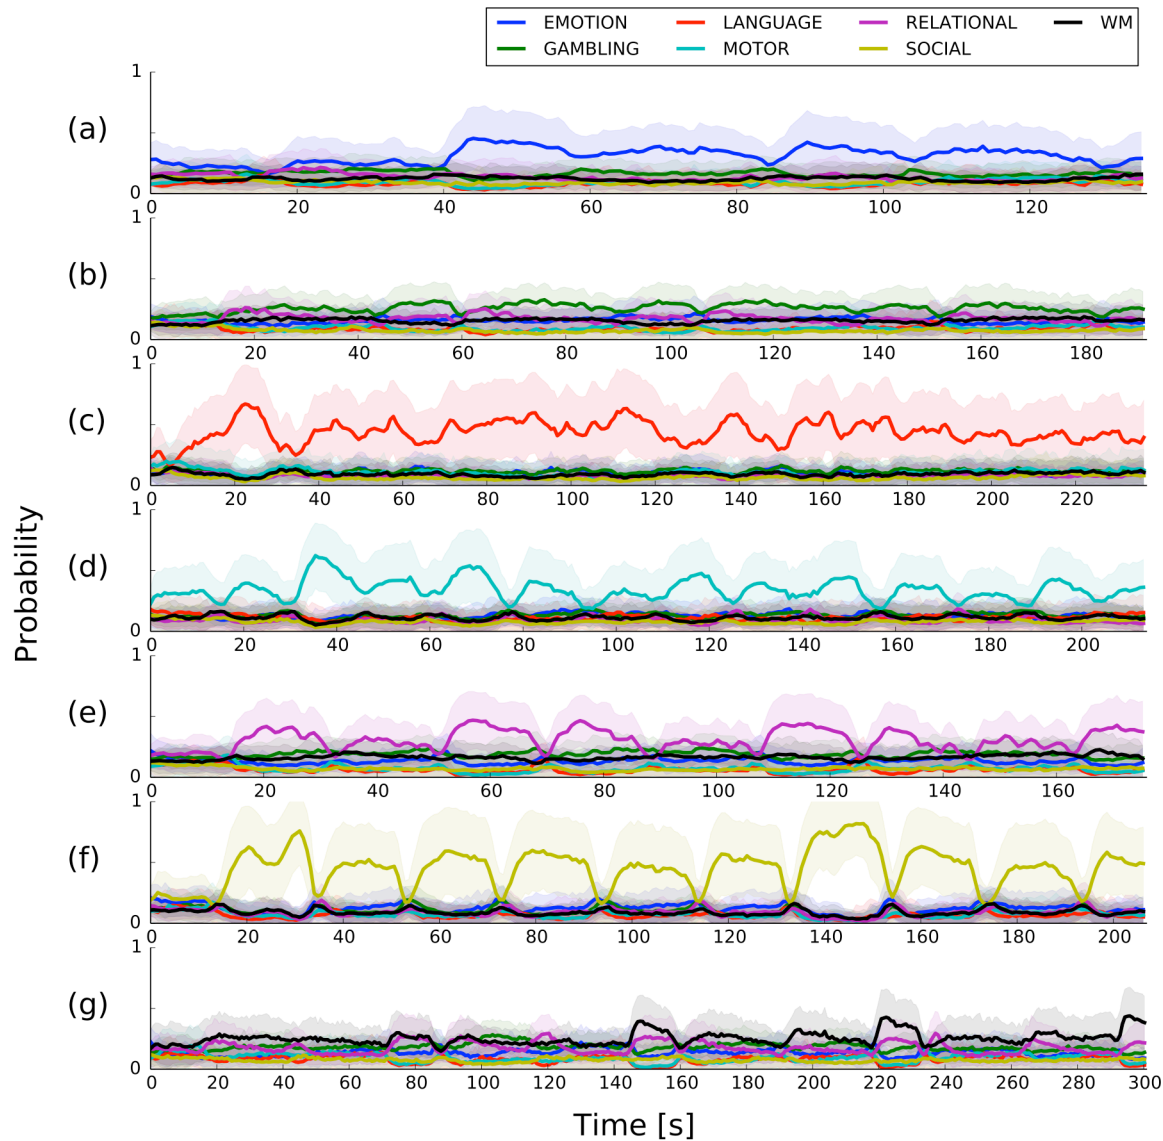 EMOTION LANGUAGE RELATIONAL WM
GAMBLING MOTOR SOCIAL
1
(a)
0
0 20 40 60 80 100 120
1
(b)
0
0 20 40 60 80 100 120 140 160 180
1
(c)
0
0 20 40 60 80 100 120 140 160 180 200 220
1
(d)
0
0 20 40 60 80 100 120 140 160 180 200
1
(e)
0
0 20 40 60 80 100 120 140 160
1
(f)
0
0 20 40 60 80 100 120 140 160 180 200
1
(g)
0
0 20 40 60 80 100 120 140 160 180 200 220 240 260 280 300
Probability
Time [s]